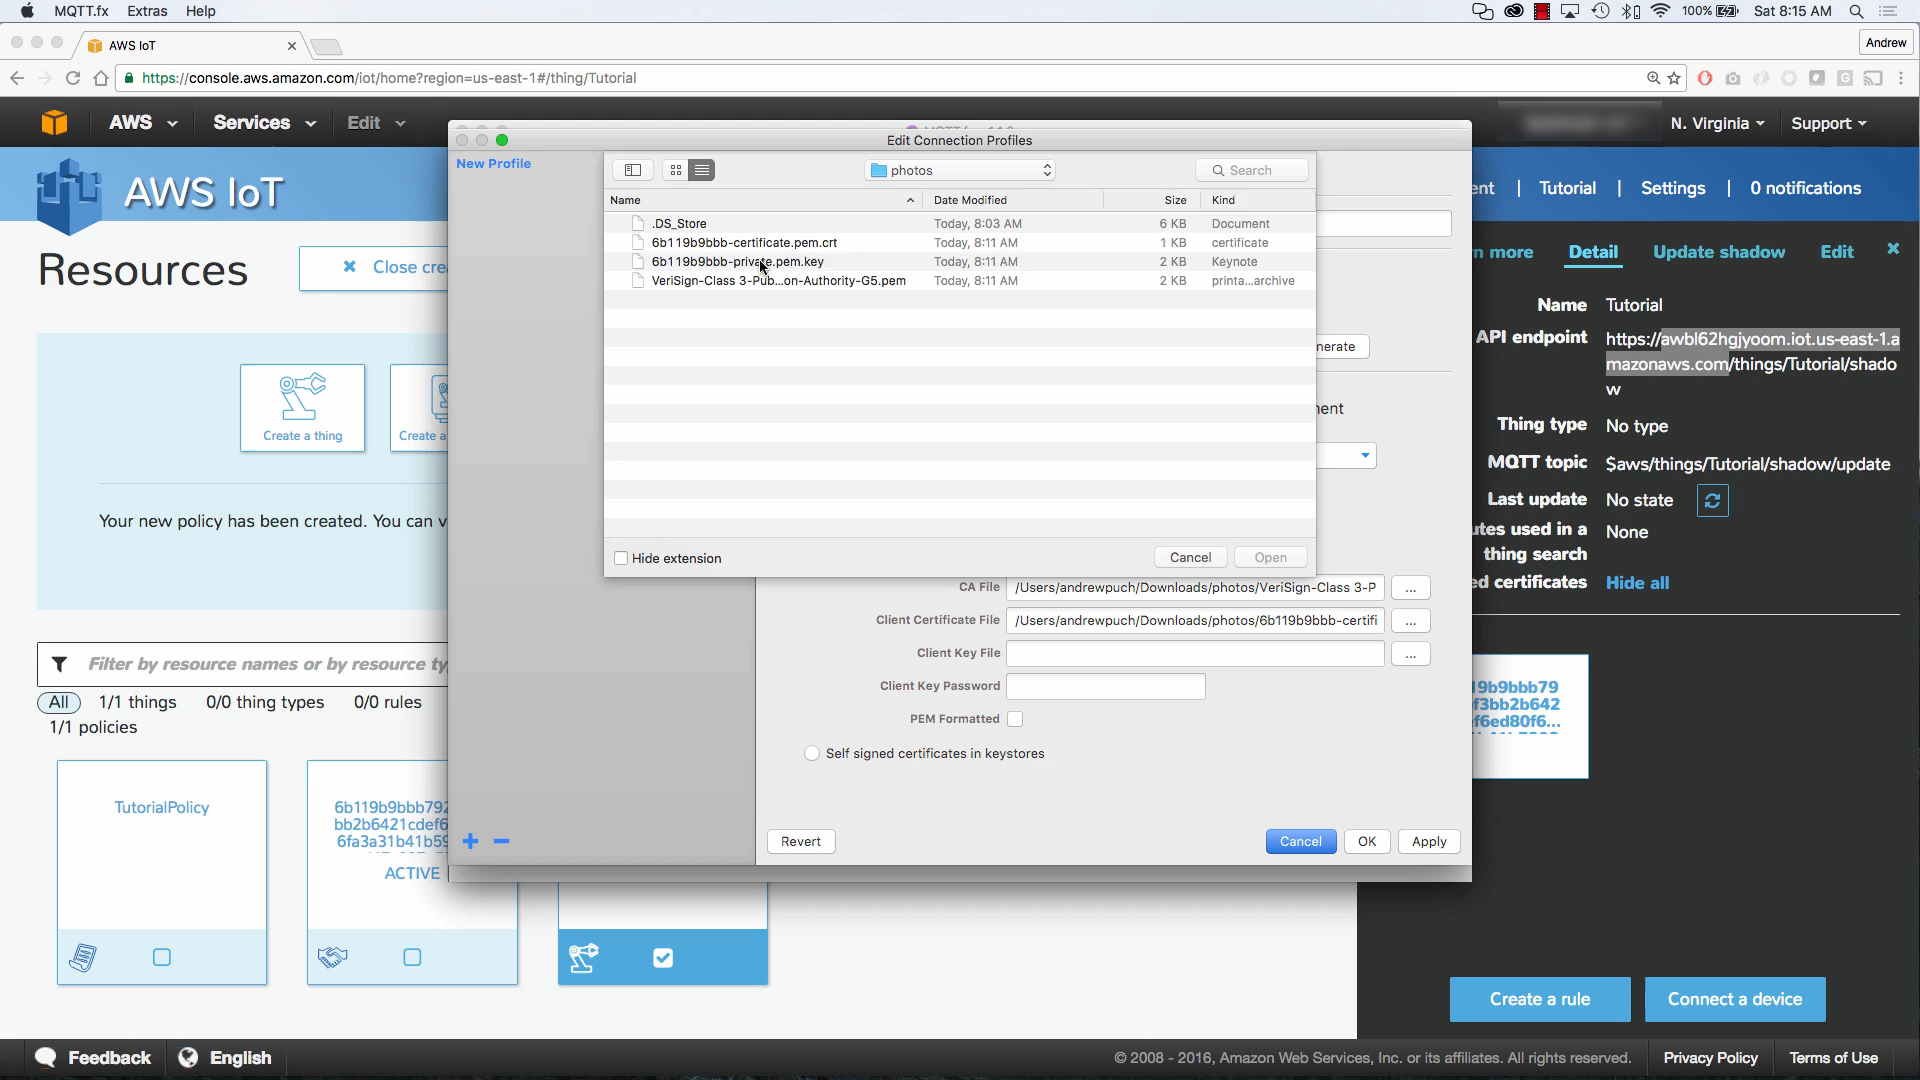 MQTT.fx Extras Help
100% Sat 8:15 AM
AWS IoT
Andrew
https://console.aws.amazon.com/iot/home?region=us-east-1#/thing/Tutorial
AWS Services Edit
N. Virginia Support
Edit Connection Profiles
New Profile
photos
Search
AWS IoT
ent | Tutorial | Settings | 0 notifications
Name Date Modified Size Kind
.DS_Store Today, 8:03 AM 6 KB Document
6b119b9bbb-certificate.pem.crt Today, 8:11 AM 1 KB certificate
6b119b9bbb-private.pem.key Today, 8:11 AM 2 KB Keynote
VeriSign-Class 3-Pub...on-Authority-G5.pem Today, 8:11 AM 2 KB printa...archive
Resources
Close cre
n more Detail Update shadow Edit
Name Tutorial
API endpoint https://awbl62hgjyoom.iot.us-east-1.a
mazonaws.com/things/Tutorial/shado
w
nerate
ent
Thing type No type
MQTT topic $aws/things/Tutorial/shadow/update
Last update No state
utes used in a
thing search
None
ed certificates Hide all
Create a thing
Create a
Your new policy has been created. You can v
Hide extension
Cancel Open
CA File /Users/andrewpuch/Downloads/photos/VeriSign-Class 3-P ...
Client Certificate File /Users/andrewpuch/Downloads/photos/6b119b9bbb-certifi ...
Client Key File ...
Client Key Password
PEM Formatted
Self signed certificates in keystores
Revert
Cancel OK Apply
Filter by resource names or by resource ty
All 1/1 things 0/0 thing types 0/0 rules
1/1 policies
TutorialPolicy
6b119b9bbb792
bb2b6421cdef6
6fa3a31b41b59
ACTIVE
19b9bbb79
f3bb2b642
ef6ed80f6...
Create a rule
Connect a device
Feedback English
© 2008 - 2016, Amazon Web Services, Inc. or its affiliates. All rights reserved. Privacy Policy Terms of Use